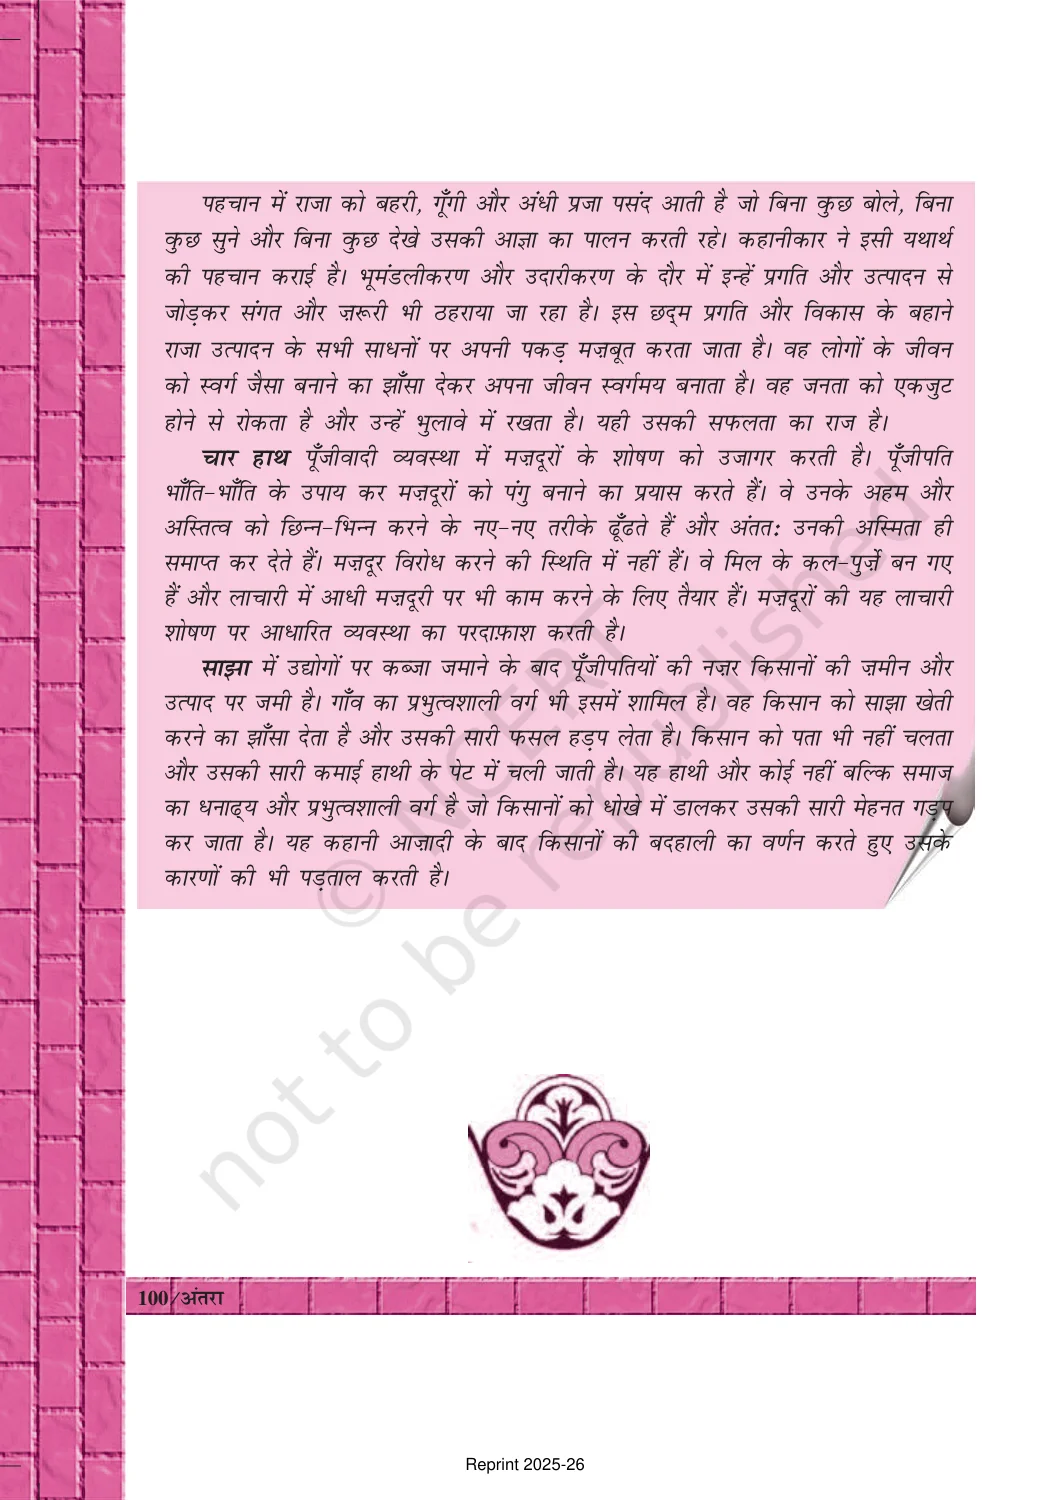 पहचान में राजा को बहरी, गूँगी और अंधी प्रजा पसंद आती है जो बिना कुछ बोले, बिना
कुछ सुने और बिना कुछ देखे उसकी आज्ञा का पालन करती रहे। कहानीकार ने इसी यथार्थ
की पहचान कराई है। भूमंडलीकरण और उदारीकरण के दौर में इन्हें प्रगति और उत्पादन से
जोड़कर संगत और ज़रूरी भी ठहराया जा रहा है। इस छद्म प्रगति और विकास के बहाने
राजा उत्पादन के सभी साधनों पर अपनी पकड़ मज़बूत करता जाता है। वह लोगों के जीवन
को स्वर्ग जैसा बनाने का झाँसा देकर अपना जीवन स्वर्गमय बनाता है। वह जनता को एकजुट
होने से रोकता है और उन्हें भुलावे में रखता है। यही उसकी सफलता का राज है।
चार हाथ पूँजीवादी व्यवस्था में मज़दूरों के शोषण को उजागर करती है। पूँजीपति
भाँति-भाँति के उपाय कर मज़दूरों को पंगु बनाने का प्रयास करते हैं। वे उनके अहम और
अस्तित्व को छिन्न-भिन्न करने के नए-नए तरीके ढूँढ़ते हैं और अंततः उनकी अस्मिता ही
समाप्त कर देते हैं। मज़दूर विरोध करने की स्थिति में नहीं हैं। वे मिल के कल-पुर्ज़े बन गए
हैं और लाचारी में आधी मज़दूरी पर भी काम करने के लिए तैयार हैं। मज़दूरों की यह लाचारी
शोषण पर आधारित व्यवस्था का परदाफ़ाश करती है।
साझा में उद्योगों पर कब्जा जमाने के बाद पूँजीपतियों की नज़र किसानों की ज़मीन और
उत्पाद पर जमी है। गाँव का प्रभुत्वशाली वर्ग भी इसमें शामिल है। वह किसान को साझा खेती
करने का झाँसा देता है और उसकी सारी फसल हड़प लेता है। किसान को पता भी नहीं चलता
और उसकी सारी कमाई हाथी के पेट में चली जाती है। यह हाथी और कोई नहीं बल्कि समाज
का धनाढ्य और प्रभुत्वशाली वर्ग है जो किसानों को धोखे में डालकर उसकी सारी मेहनत गड़प
कर जाता है। यह कहानी आज़ादी के बाद किसानों की बदहाली का वर्णन करते हुए उसके
कारणों की भी पड़ताल करती है।
© NCERT
not to be republished
100/अंतरा
Reprint 2025-26